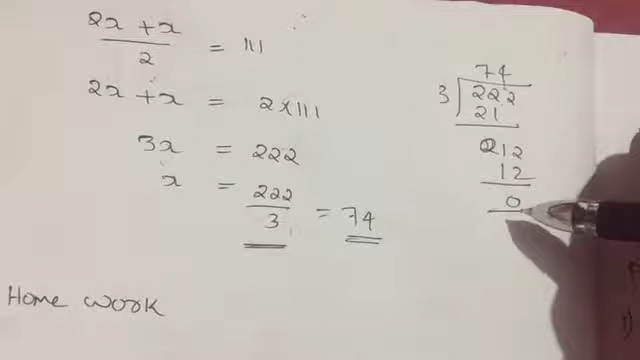 2x + x / 2 = 111
2x + x = 2 × 111
3x = 222
x = 222 / 3 = 74
74
3 222
21
012
12
0
Home work